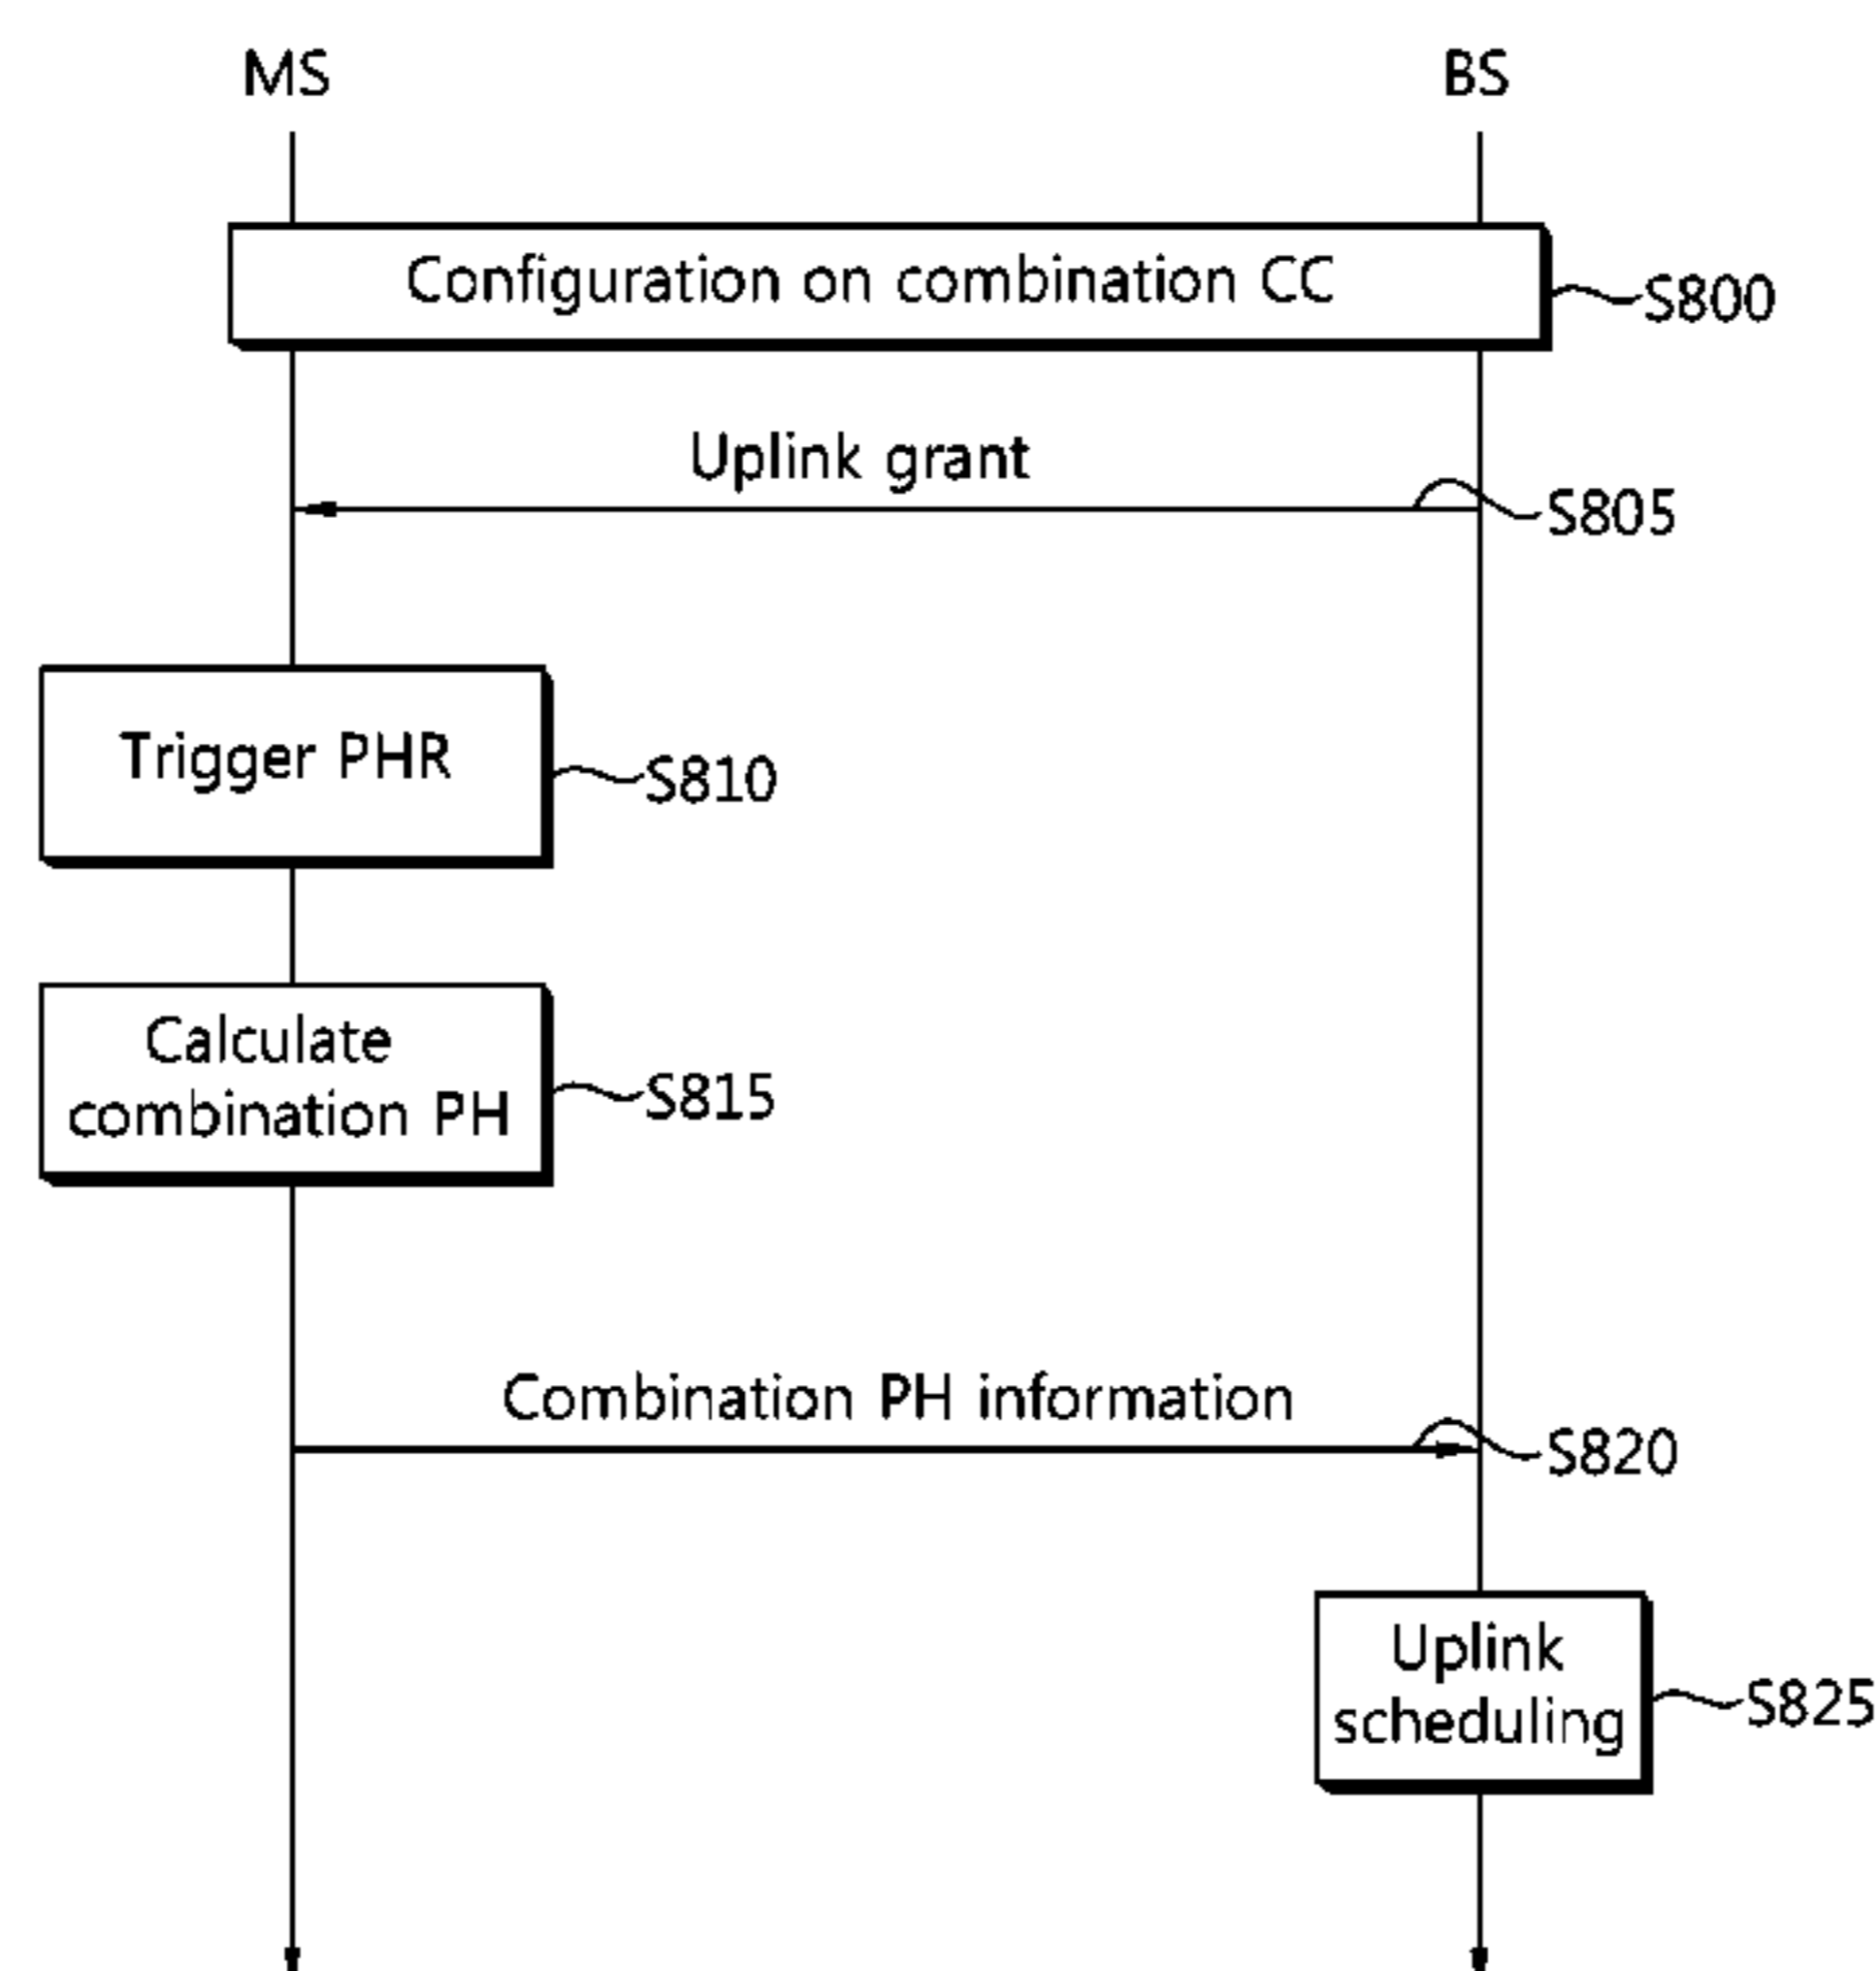 MS
BS
Configuration on combination CC
S800
Uplink grant
S805
Trigger PHR
S810
Calculate
combination PH
S815
Combination PH information
S820
Uplink
scheduling
S825